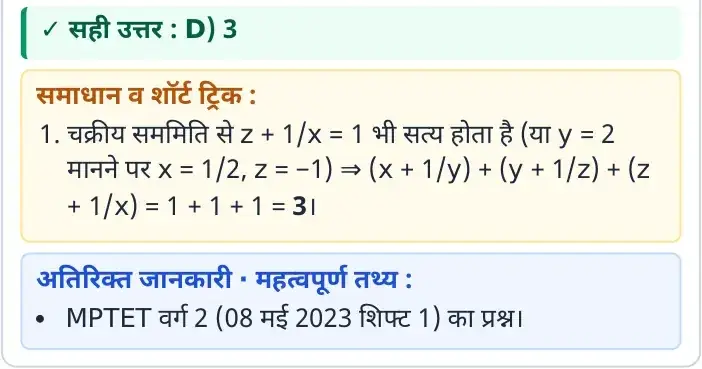 ✓ सही उत्तर : D) 3
समाधान व शॉर्ट ट्रिक :
1. चक्रीय सममिति से z + 1/x = 1 भी सत्य होता है (या y = 2
मानने पर x = 1/2, z = −1) ⇒ (x + 1/y) + (y + 1/z) + (z
+ 1/x) = 1 + 1 + 1 = 3।
अतिरिक्त जानकारी · महत्वपूर्ण तथ्य :
• MPTET वर्ग 2 (08 मई 2023 शिफ्ट 1) का प्रश्न।